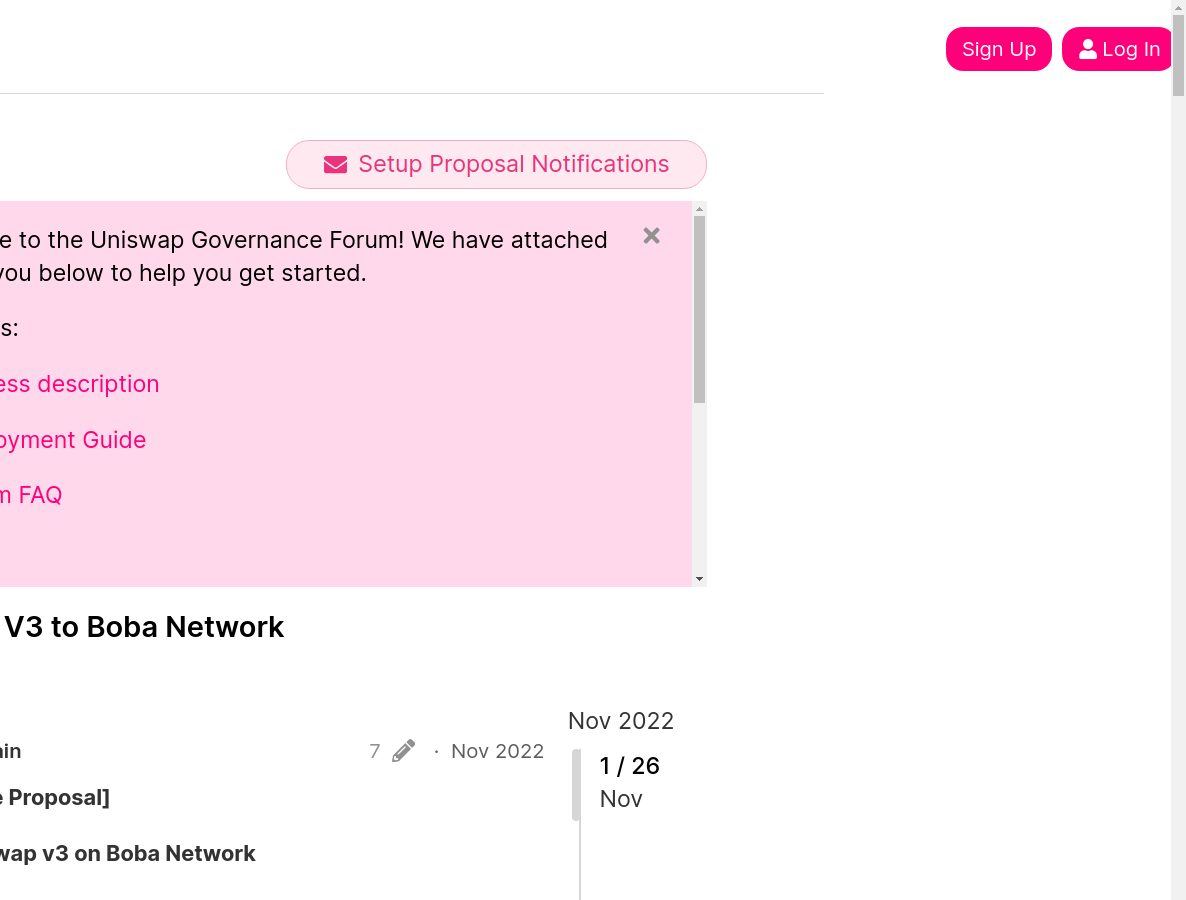 Sign Up
Log In
Setup Proposal Notifications
e to the Uniswap Governance Forum! We have attached
you below to help you get started.
s:
ess description
oyment Guide
m FAQ
V3 to Boba Network
Nov 2022
ain
7 · Nov 2022
1 / 26
e Proposal]
Nov
wap v3 on Boba Network